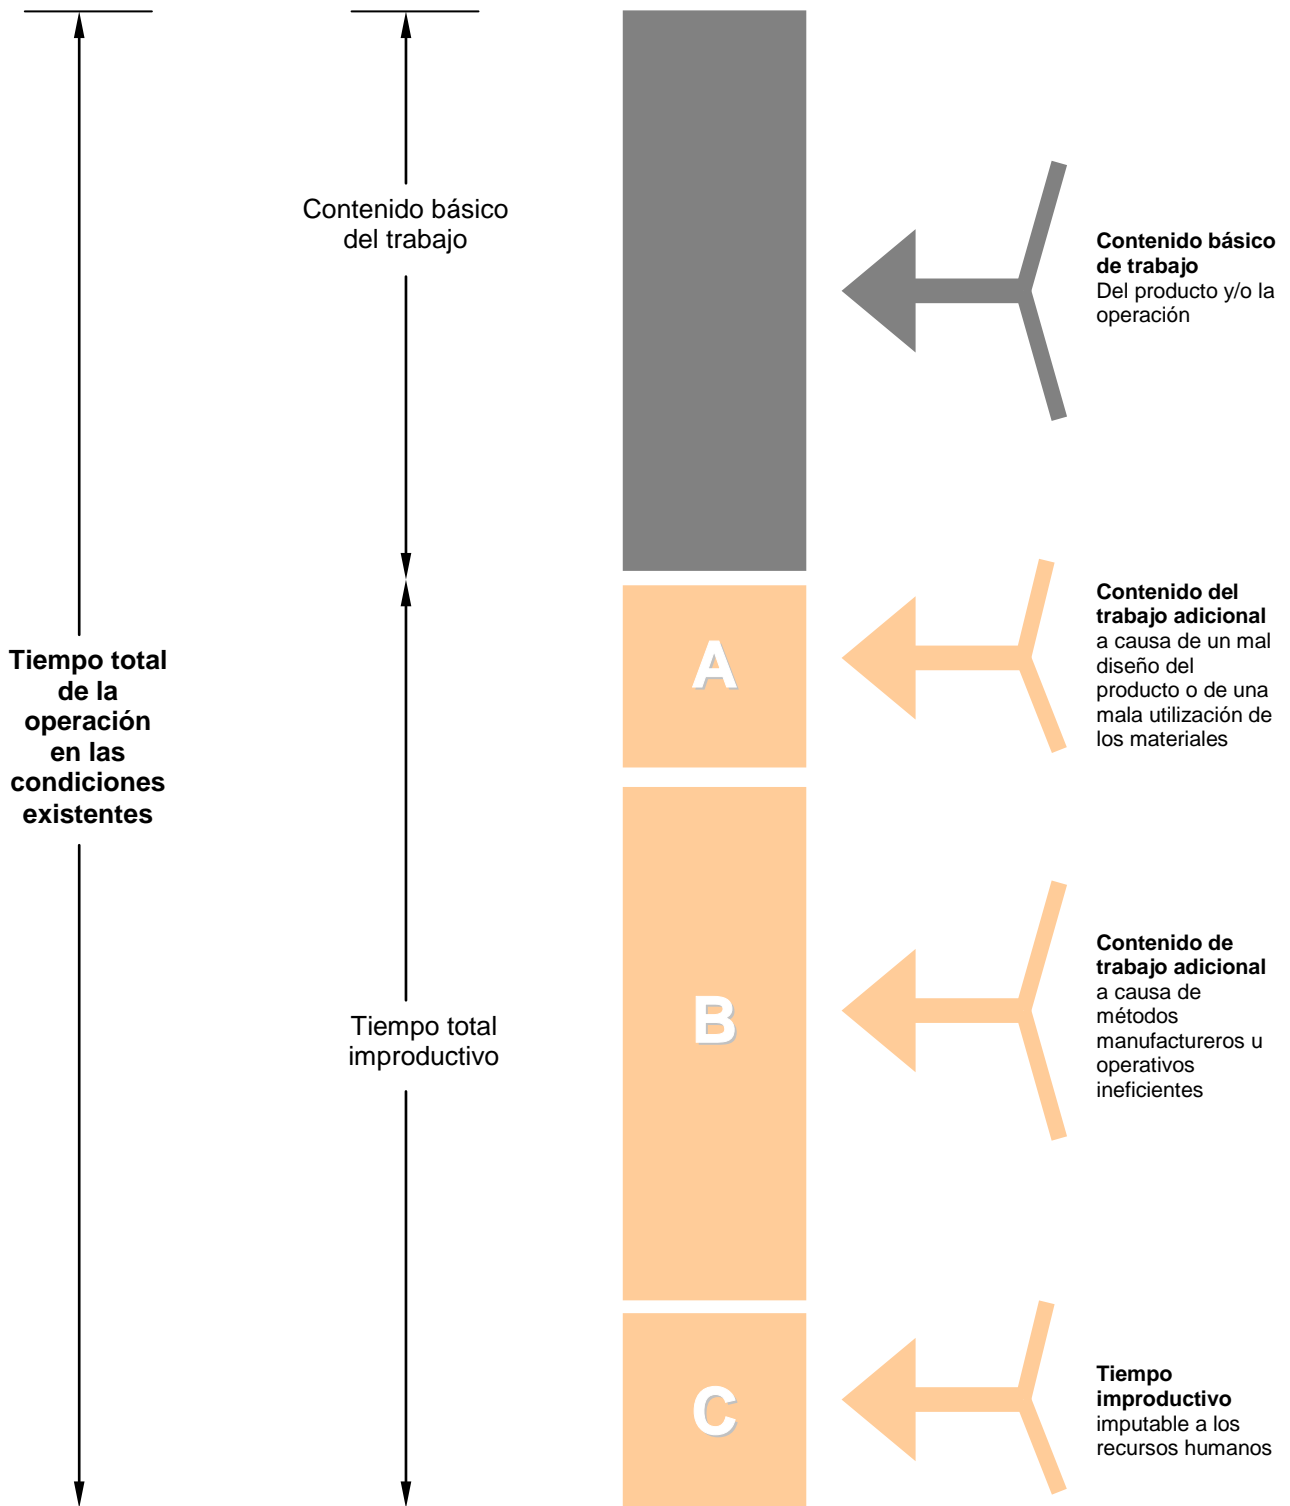 Contenido básico
del trabajo
Contenido básico
de trabajo
Del producto y/o la
operación
Tiempo total
de la
operación
en las
condiciones
existentes
A
Contenido del
trabajo adicional
a causa de un mal
diseño del
producto o de una
mala utilización de
los materiales
Tiempo total
improductivo
B
Contenido de
trabajo adicional
a causa de
métodos
manufactureros u
operativos
ineficientes
C
Tiempo
improductivo
imputable a los
recursos humanos